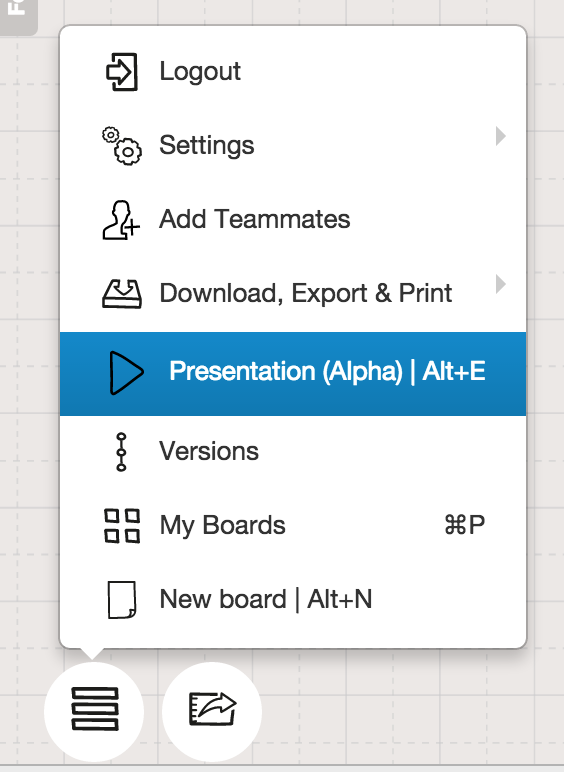 Logout
Settings
Add Teammates
Download, Export & Print
Presentation (Alpha) | Alt+E
Versions
My Boards ⌘P
New board | Alt+N